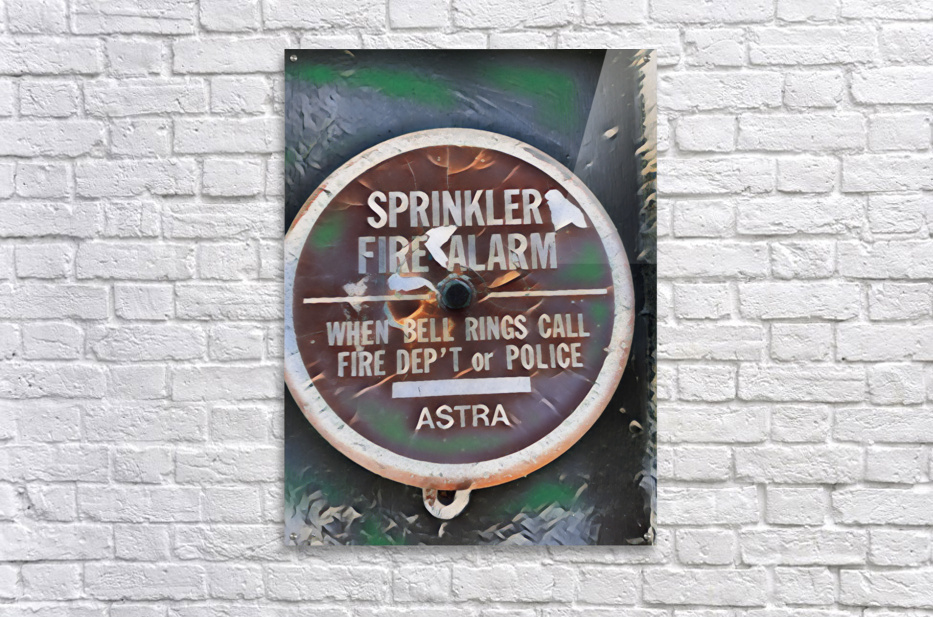 SPRINKLER
FIRE ALARM
WHEN BELL RINGS CALL
FIRE DEP'T or POLICE
ASTRA